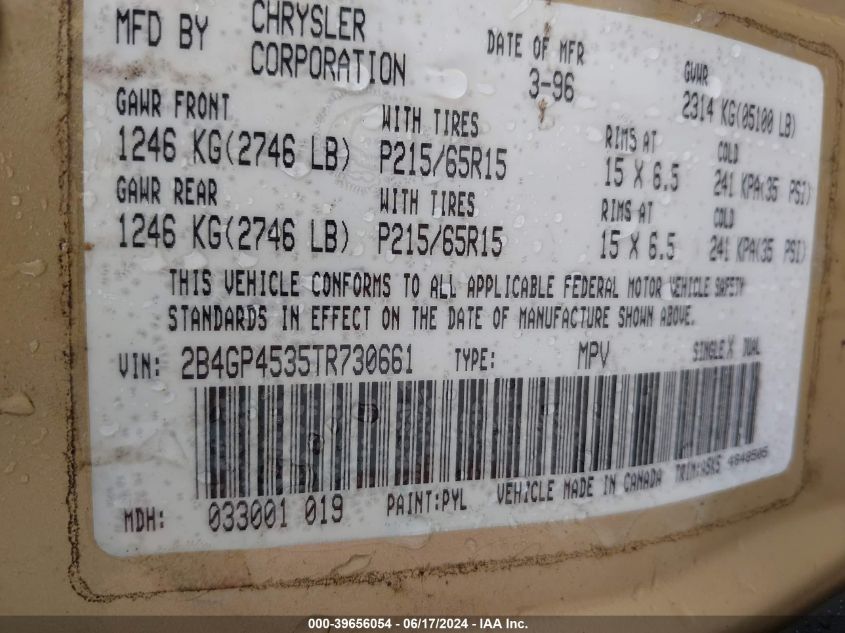 MFD BY CHRYSLER CORPORATION DATE OF MFR 3-96 GVWR 2314 KG(05100 LB)
GAWR FRONT WITH TIRES RIMS AT COLD
1246 KG(2746 LB) P215/65R15 15 X 6.5 241 KPA(35 PSI)
GAWR REAR WITH TIRES RIMS AT COLD
1246 KG(2746 LB) P215/65R15 15 X 6.5 241 KPA(35 PSI)
THIS VEHICLE CONFORMS TO ALL APPLICABLE FEDERAL MOTOR VEHICLE SAFETY
STANDARDS IN EFFECT ON THE DATE OF MANUFACTURE SHOWN ABOVE.
VIN: 2B4GP4535TR730661 TYPE: MPV SINGLE X DUAL
MDH: 033001 019 PAINT:PYL VEHICLE MADE IN CANADA TRIM:
000-39656054 / 06/17/2024 - IAA Inc.